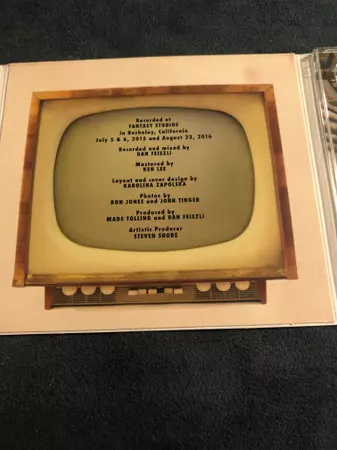 Recorded at
FANTASY STUDIOS
in Berkeley, California
July 5 & 6, 2015 and August 23, 2016
Recorded and mixed by
DAN FEISZLI
Mastered by
KEN LEE
Layout and cover design by
KAROLINA ZAPOLSKA
Photos by
RON JONES and JOHN TINGER
Produced by
MADS TOLLING and DAN FEISZLI
Artistic Producer
STEVEN SHORE